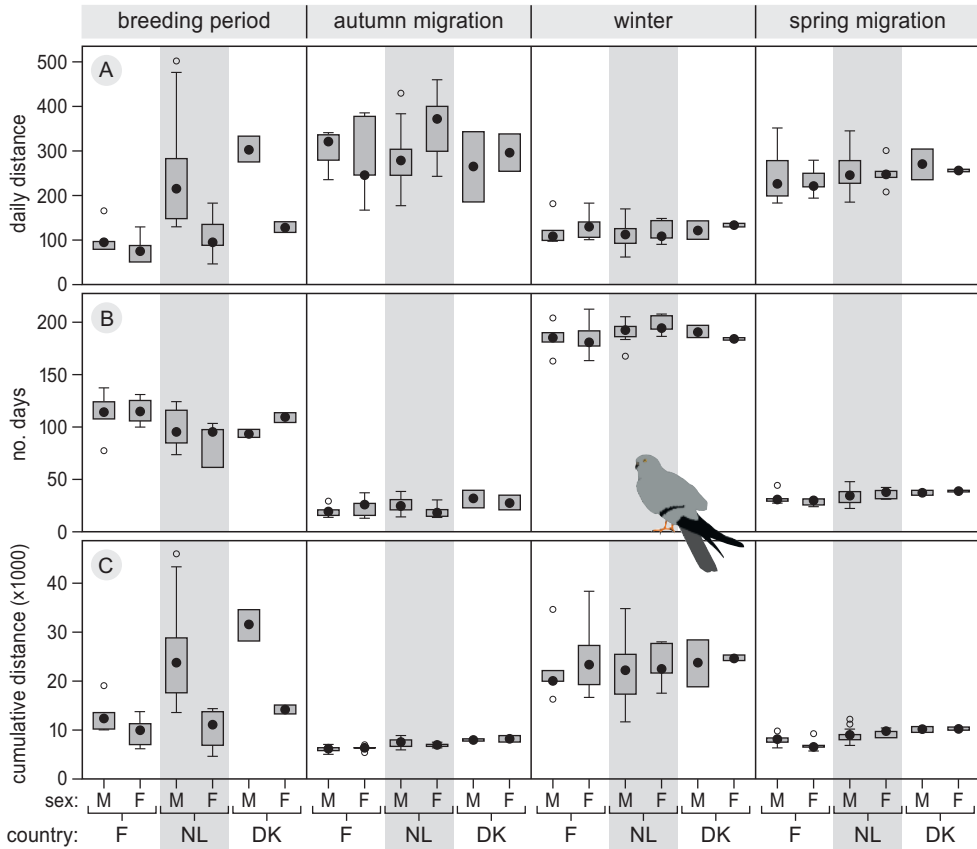 breeding period autumn migration winter spring migration
A
daily distance
500
400
300
200
100
0
B
no. days
200
150
100
50
0
C
cumulative distance (x1000)
40
30
20
10
0
sex: M F M F M F M F M F M F M F M F M F M F M F M F
country: F NL DK F NL DK F NL DK F NL DK